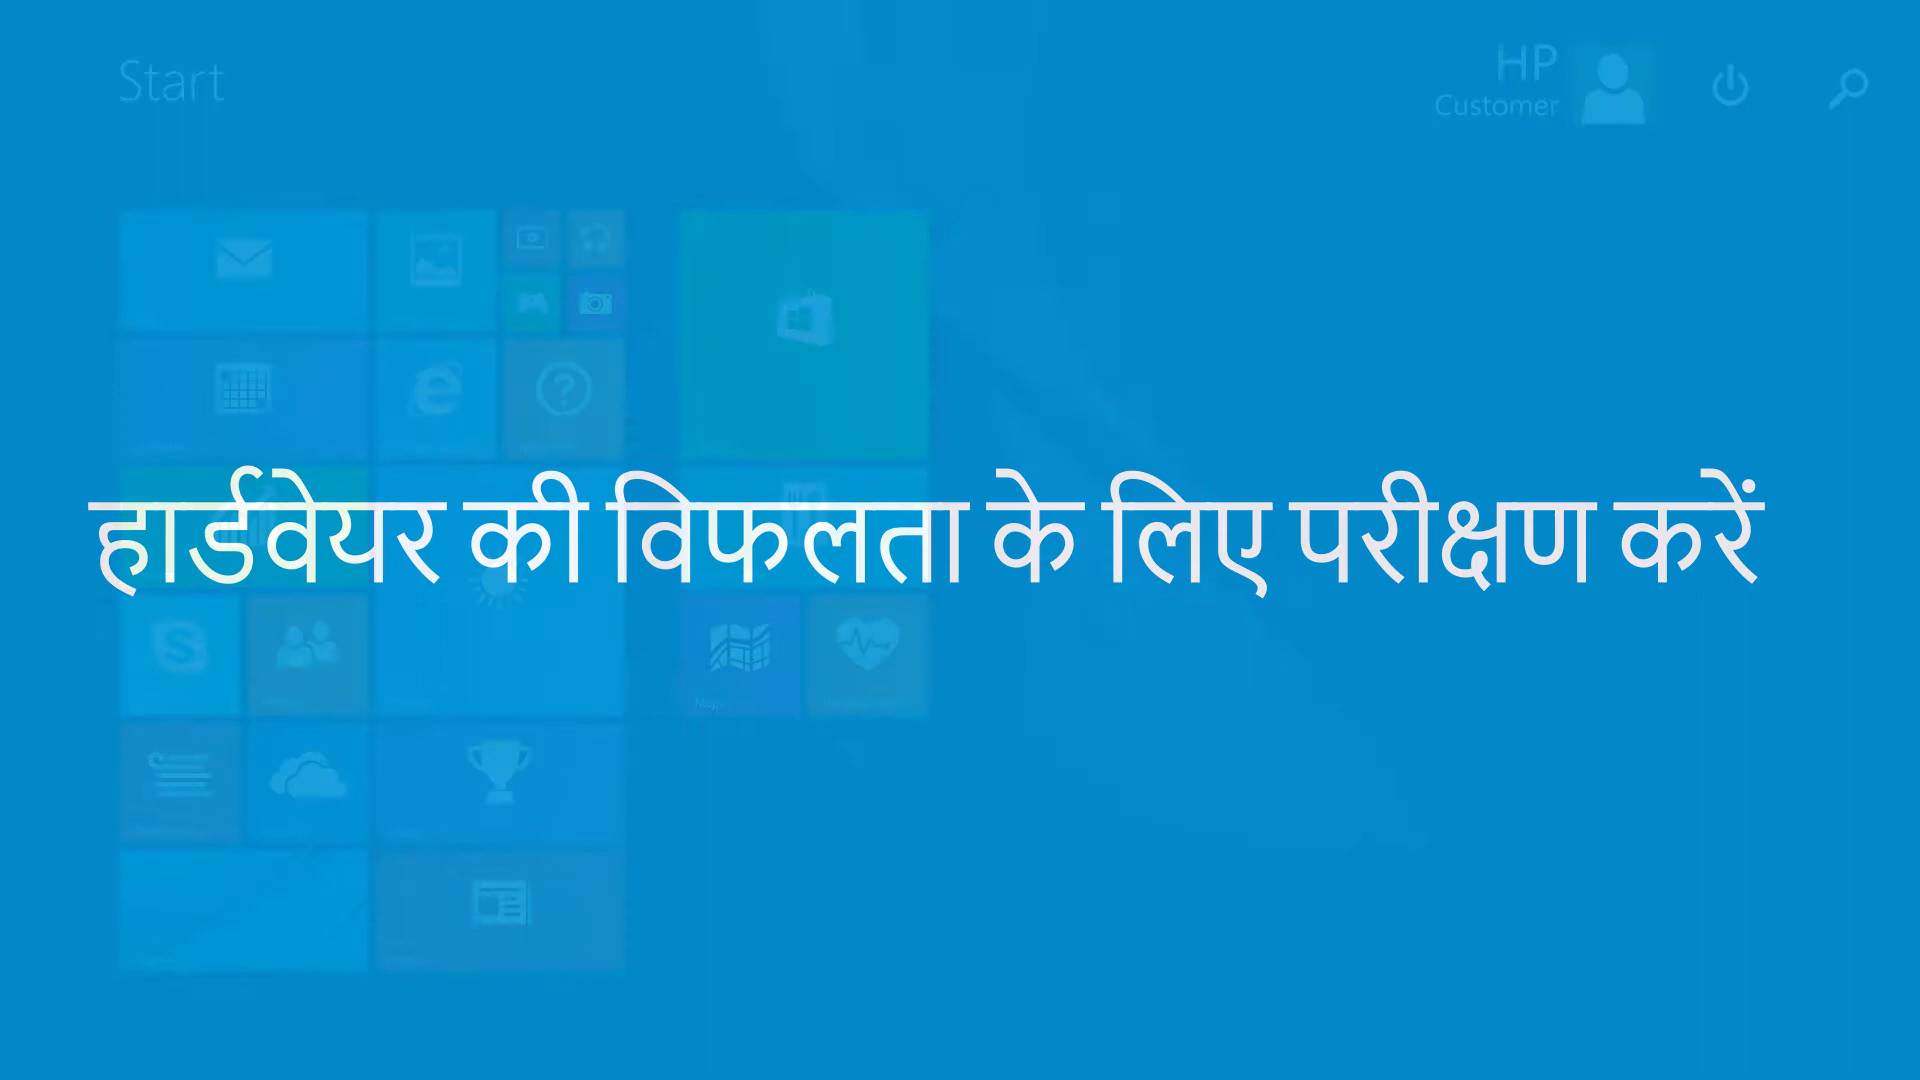 Start
HP
Customer
हार्डवेयर की विफलता के लिए परीक्षण करें